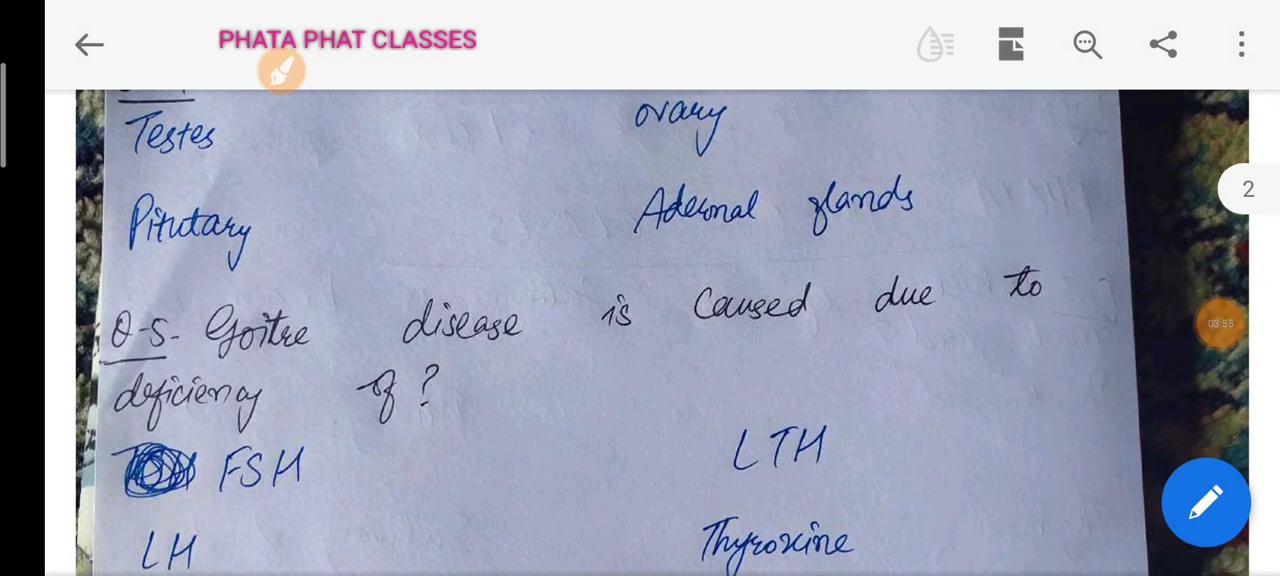 PHATA PHAT CLASSES
Testes ovary
Pitutary Adernal glands
2
Q-5. Goitre disease is caused due to
03:55
deficiency of?
FSH LTH
LH Thyroxine